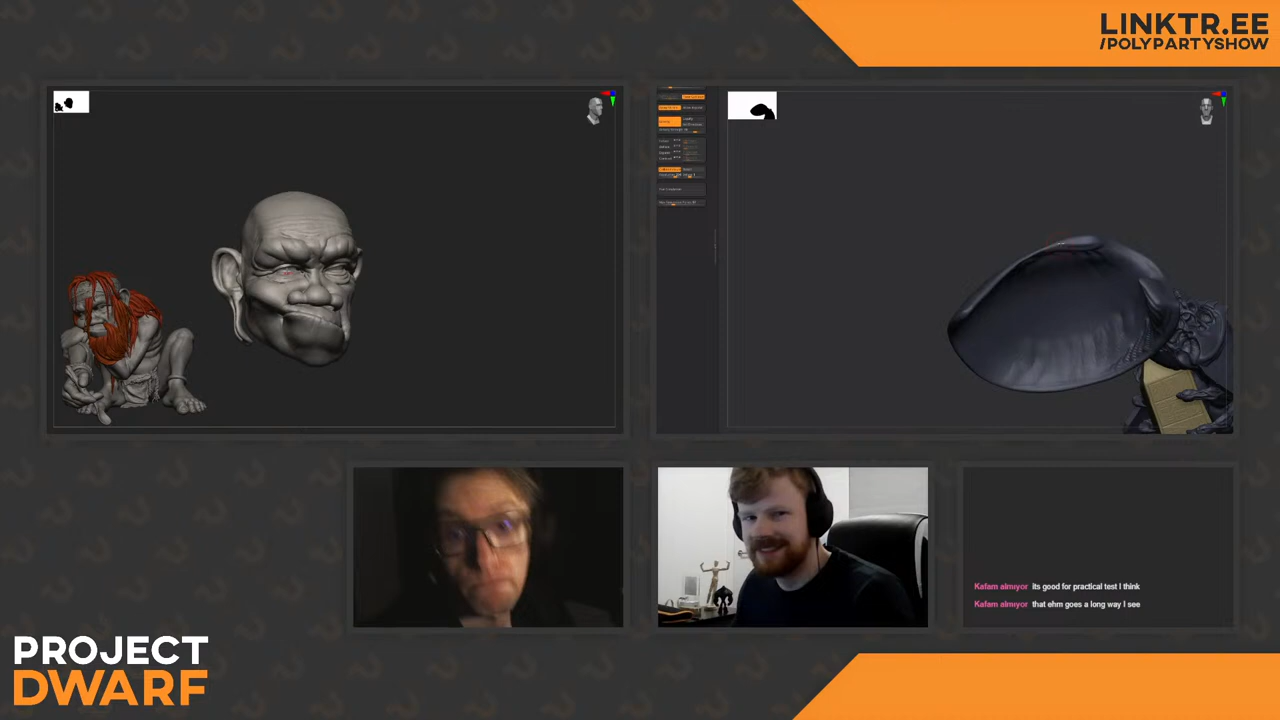 LINKTR.EE
/POLYPARTYSHOW
Kafam almıyor its good for practical test I think
Kafam almıyor that ehm goes a long way I see
PROJECT
DWARF